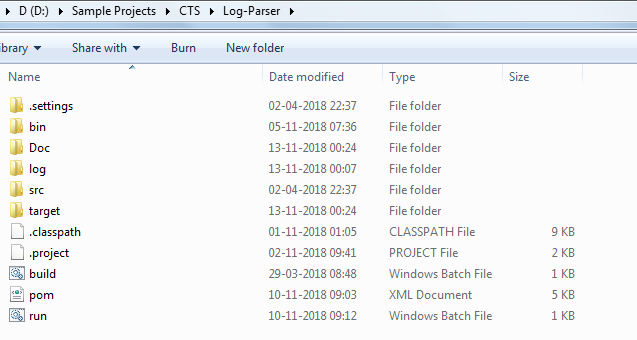 D (D:) Sample Projects CTS Log-Parser
ibrary Share with Burn New folder
Name Date modified Type Size
.settings 02-04-2018 22:37 File folder
bin 05-11-2018 07:36 File folder
Doc 13-11-2018 00:24 File folder
log 13-11-2018 00:07 File folder
src 02-04-2018 22:37 File folder
target 13-11-2018 00:24 File folder
.classpath 01-11-2018 01:05 CLASSPATH File 9 KB
.project 02-11-2018 09:41 PROJECT File 2 KB
build 29-03-2018 08:48 Windows Batch File 1 KB
pom 10-11-2018 09:03 XML Document 5 KB
run 10-11-2018 09:12 Windows Batch File 1 KB